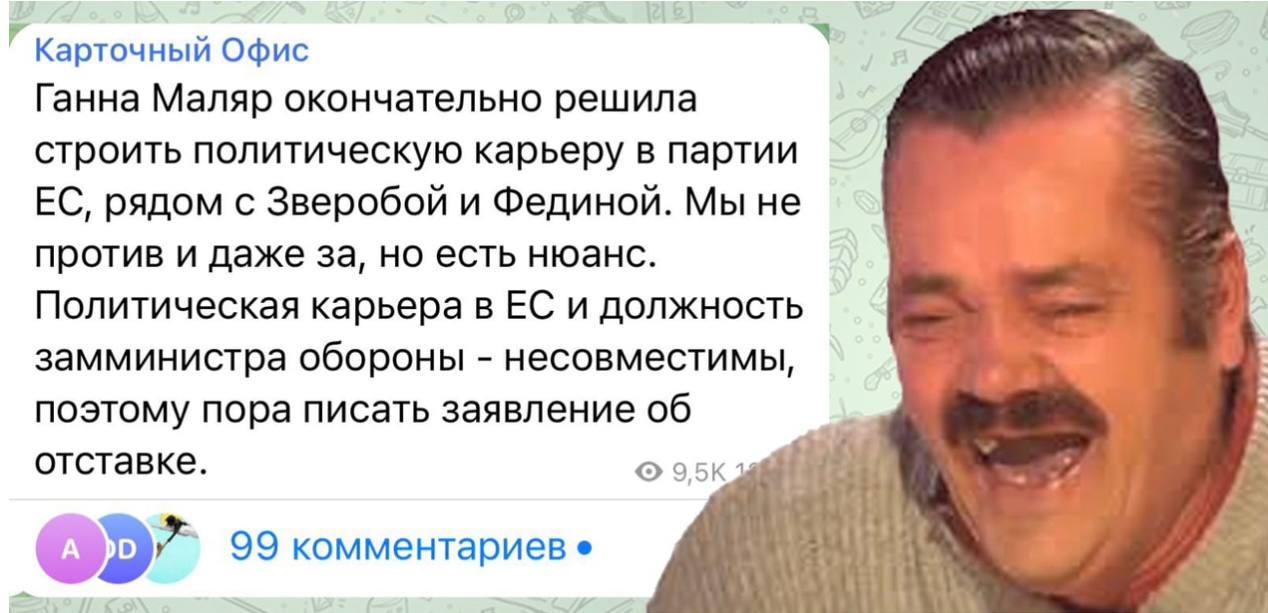 Карточный Офис
Ганна Маляр окончательно решила
строить политическую карьеру в партии
ЕС, рядом с Зверобой и Фединой. Мы не
против и даже за, но есть нюанс.
Политическая карьера в ЕС и должность
замминистра обороны - несовместимы,
поэтому пора писать заявление об
отставке.
9,5K
A D
99 комментариев